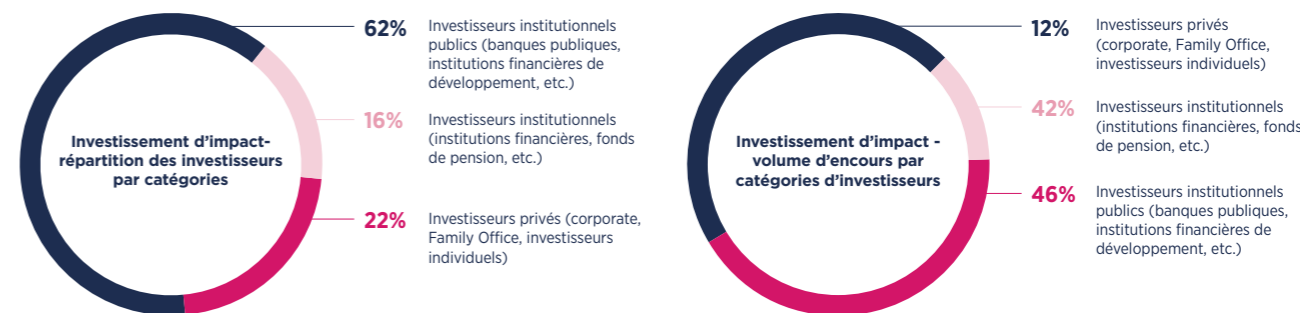 Investissement d'impact-
répartition des investisseurs
par catégories
62%
Investisseurs institutionnels
publics (banques publiques,
institutions financières de
développement, etc.)
16%
Investisseurs institutionnels
(institutions financières, fonds
de pension, etc.)
22%
Investisseurs privés (corporate,
Family Office, investisseurs
individuels)
Investissement d'impact -
volume d'encours par
catégories d'investisseurs
12%
Investisseurs privés
(corporate, Family Office,
investisseurs individuels)
42%
Investisseurs institutionnels
(institutions financières, fonds
de pension, etc.)
46%
Investisseurs institutionnels
publics (banques publiques,
institutions financières de
développement, etc.)